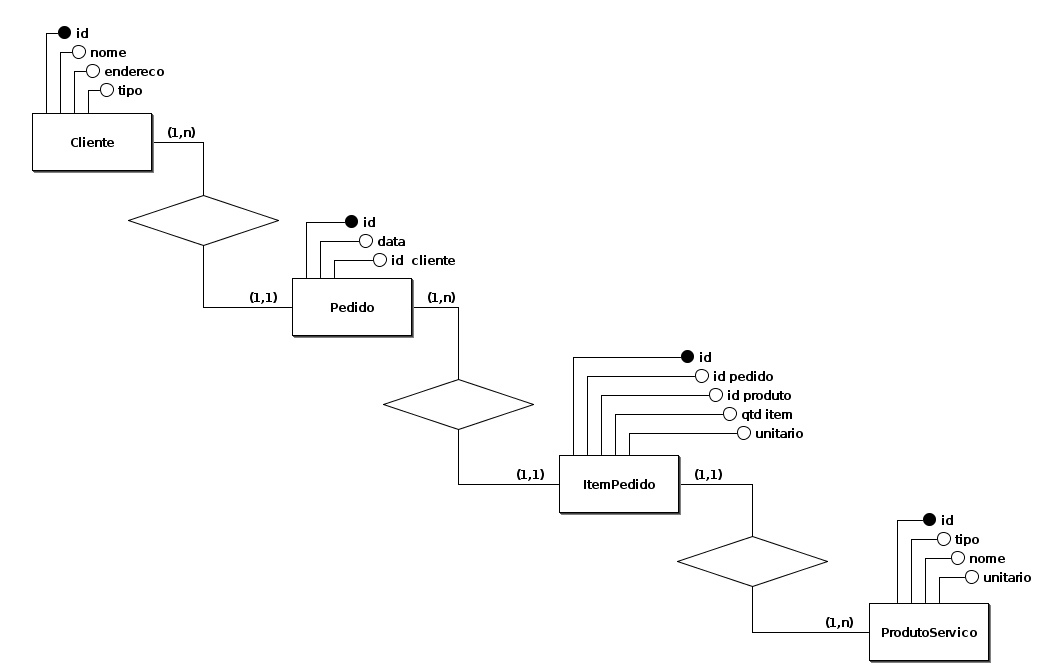 id
nome
endereco
tipo
Cliente
(1,n)
id
data
id cliente
(1,1)
Pedido
(1,n)
id
id pedido
id produto
qtd item
unitario
(1,1)
ItemPedido
(1,1)
id
tipo
nome
unitario
(1,n)
ProdutoServico